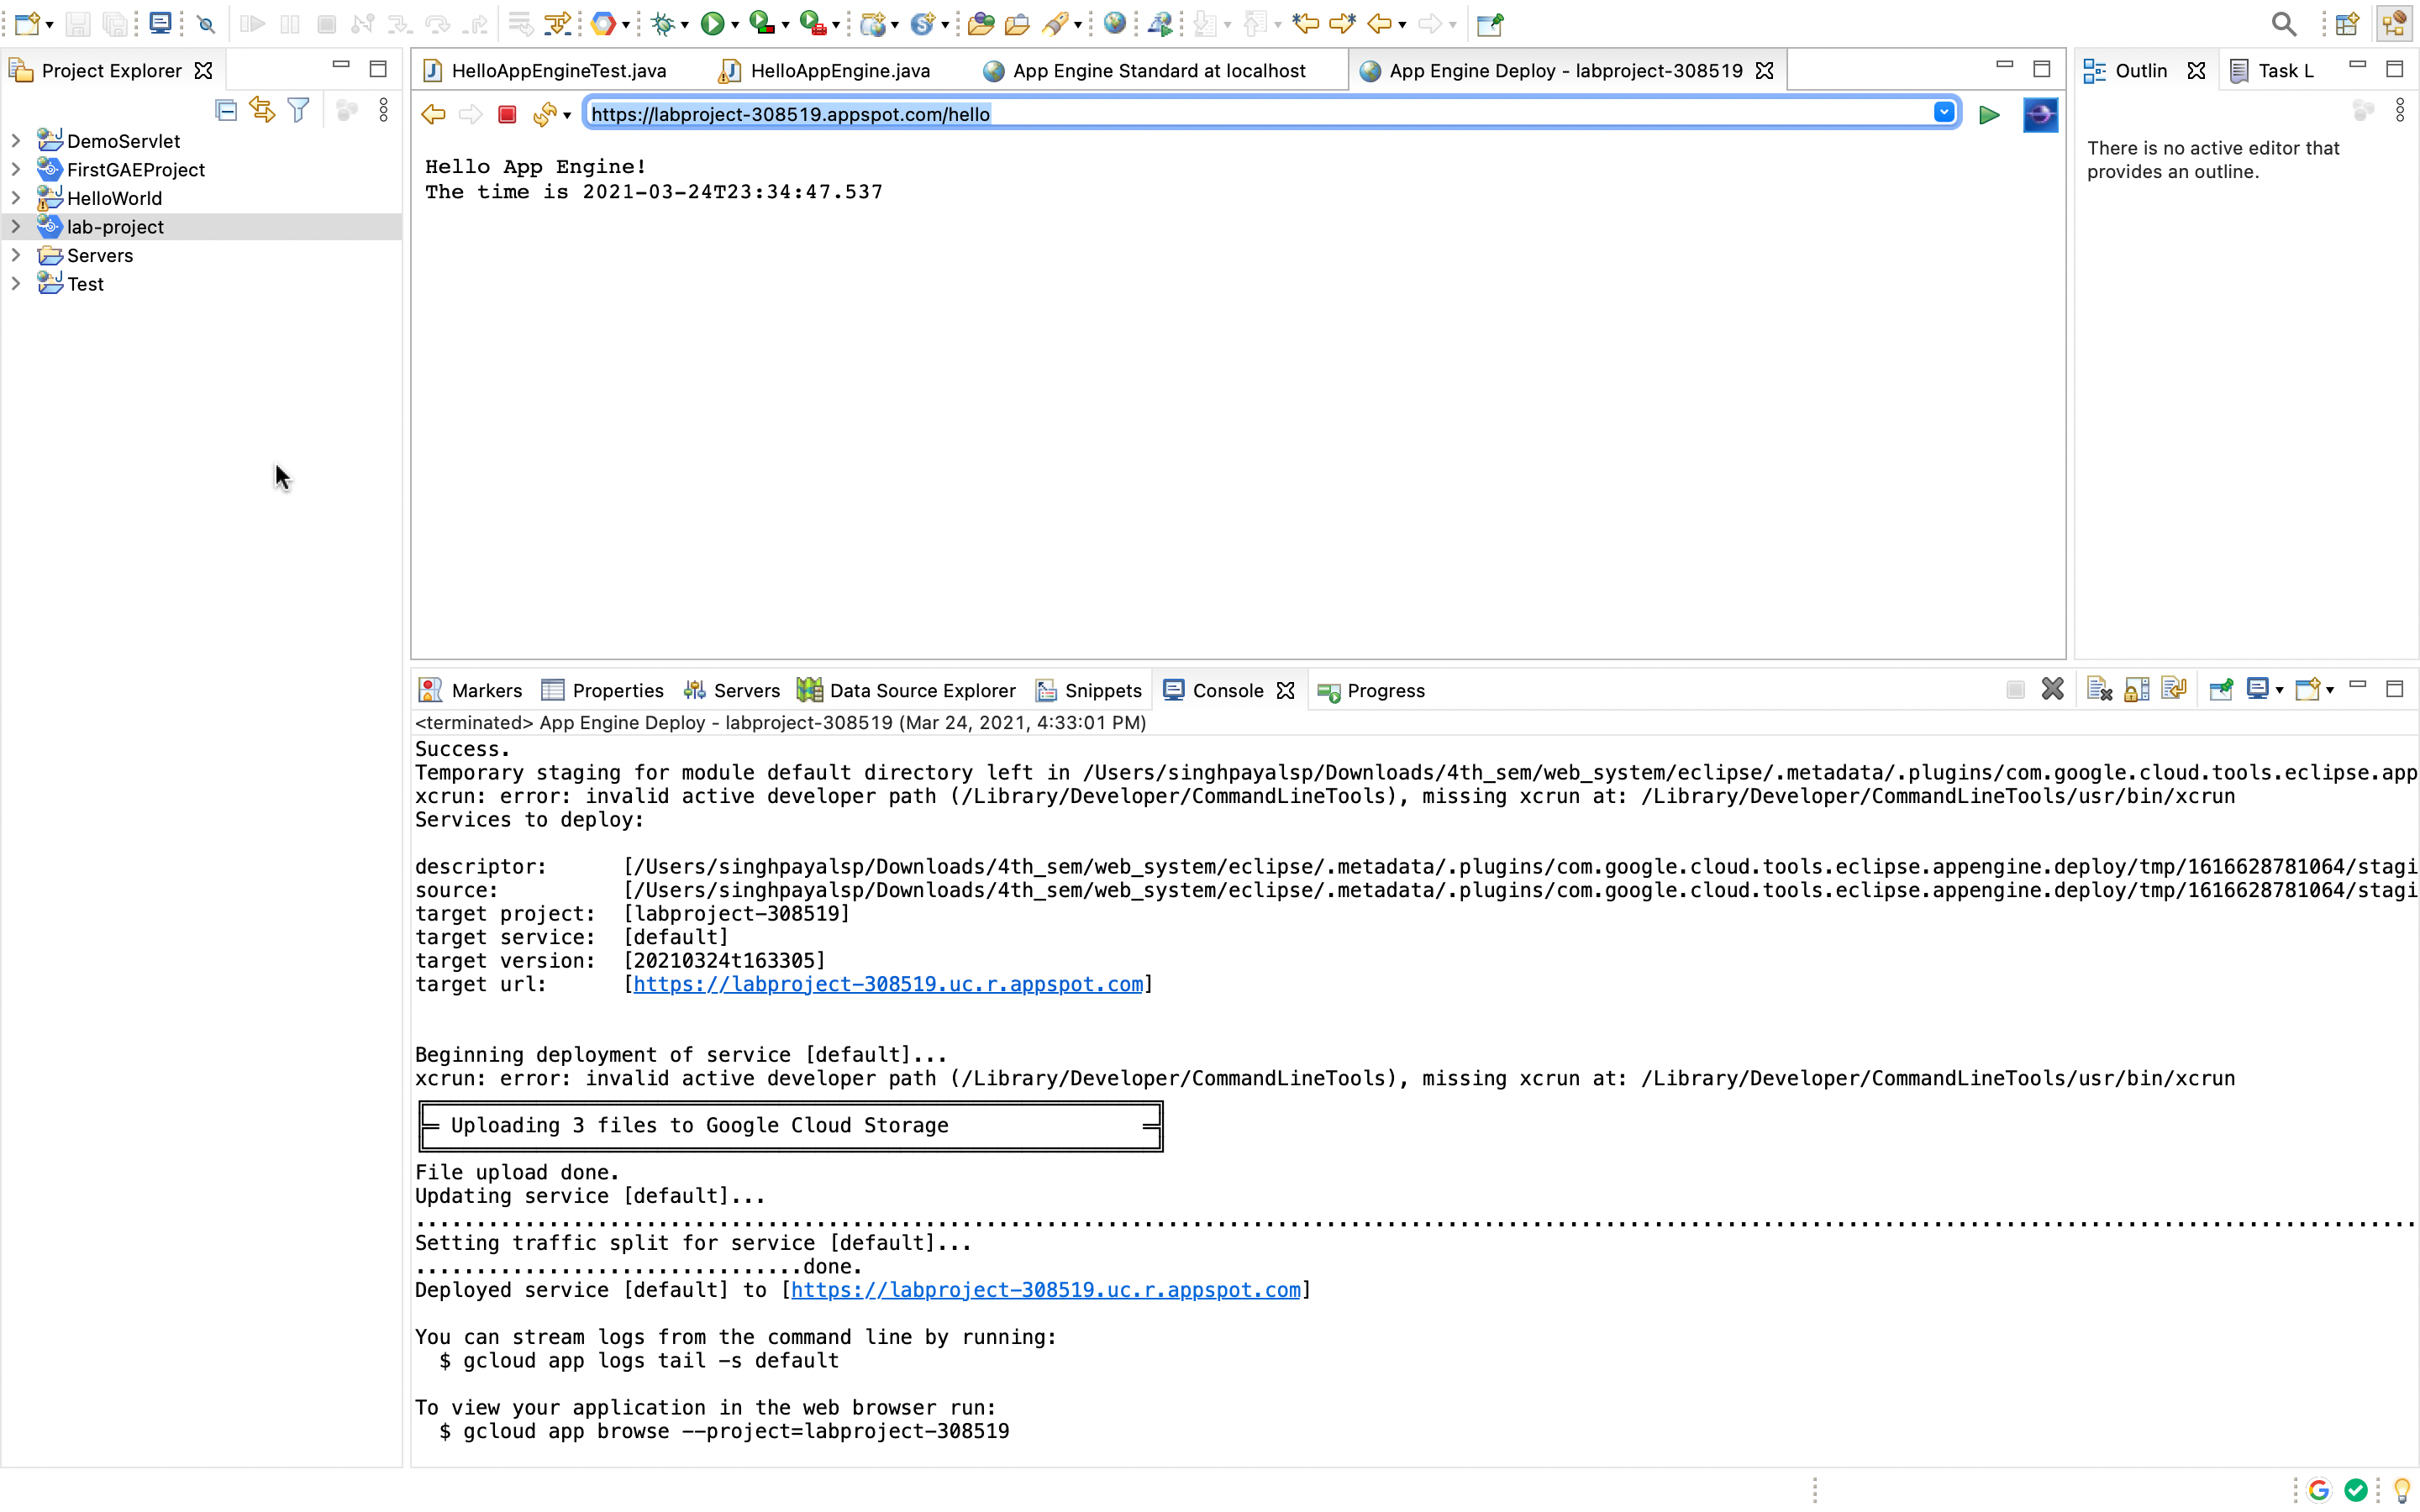 Project Explorer
DemoServlet
FirstGAEProject
HelloWorld
lab-project
Servers
Test
HelloAppEngineTest.java
HelloAppEngine.java
App Engine Standard at localhost
App Engine Deploy - labproject-308519
https://labproject-308519.appspot.com/hello
Hello App Engine!
The time is 2021-03-24T23:34:47.537
Outlin
Task L
There is no active editor that
provides an outline.
Markers
Properties
Servers
Data Source Explorer
Snippets
Console
Progress
<terminated> App Engine Deploy - labproject-308519 (Mar 24, 2021, 4:33:01 PM)
Success.
Temporary staging for module default directory left in /Users/singhpayalsp/Downloads/4th_sem/web_system/eclipse/.metadata/.plugins/com.google.cloud.tools.eclipse.app
xcrun: error: invalid active developer path (/Library/Developer/CommandLineTools), missing xcrun at: /Library/Developer/CommandLineTools/usr/bin/xcrun
Services to deploy:
descriptor: [/Users/singhpayalsp/Downloads/4th_sem/web_system/eclipse/.metadata/.plugins/com.google.cloud.tools.eclipse.appengine.deploy/tmp/1616628781064/stagi
source: [/Users/singhpayalsp/Downloads/4th_sem/web_system/eclipse/.metadata/.plugins/com.google.cloud.tools.eclipse.appengine.deploy/tmp/1616628781064/stagi
target project: [labproject-308519]
target service: [default]
target version: [20210324t163305]
target url: [https://labproject-308519.uc.r.appspot.com]
Beginning deployment of service [default]...
xcrun: error: invalid active developer path (/Library/Developer/CommandLineTools), missing xcrun at: /Library/Developer/CommandLineTools/usr/bin/xcrun
Uploading 3 files to Google Cloud Storage
File upload done.
Updating service [default]...
Setting traffic split for service [default]...
................................done.
Deployed service [default] to [https://labproject-308519.uc.r.appspot.com]
You can stream logs from the command line by running:
$ gcloud app logs tail -s default
To view your application in the web browser run:
$ gcloud app browse --project=labproject-308519